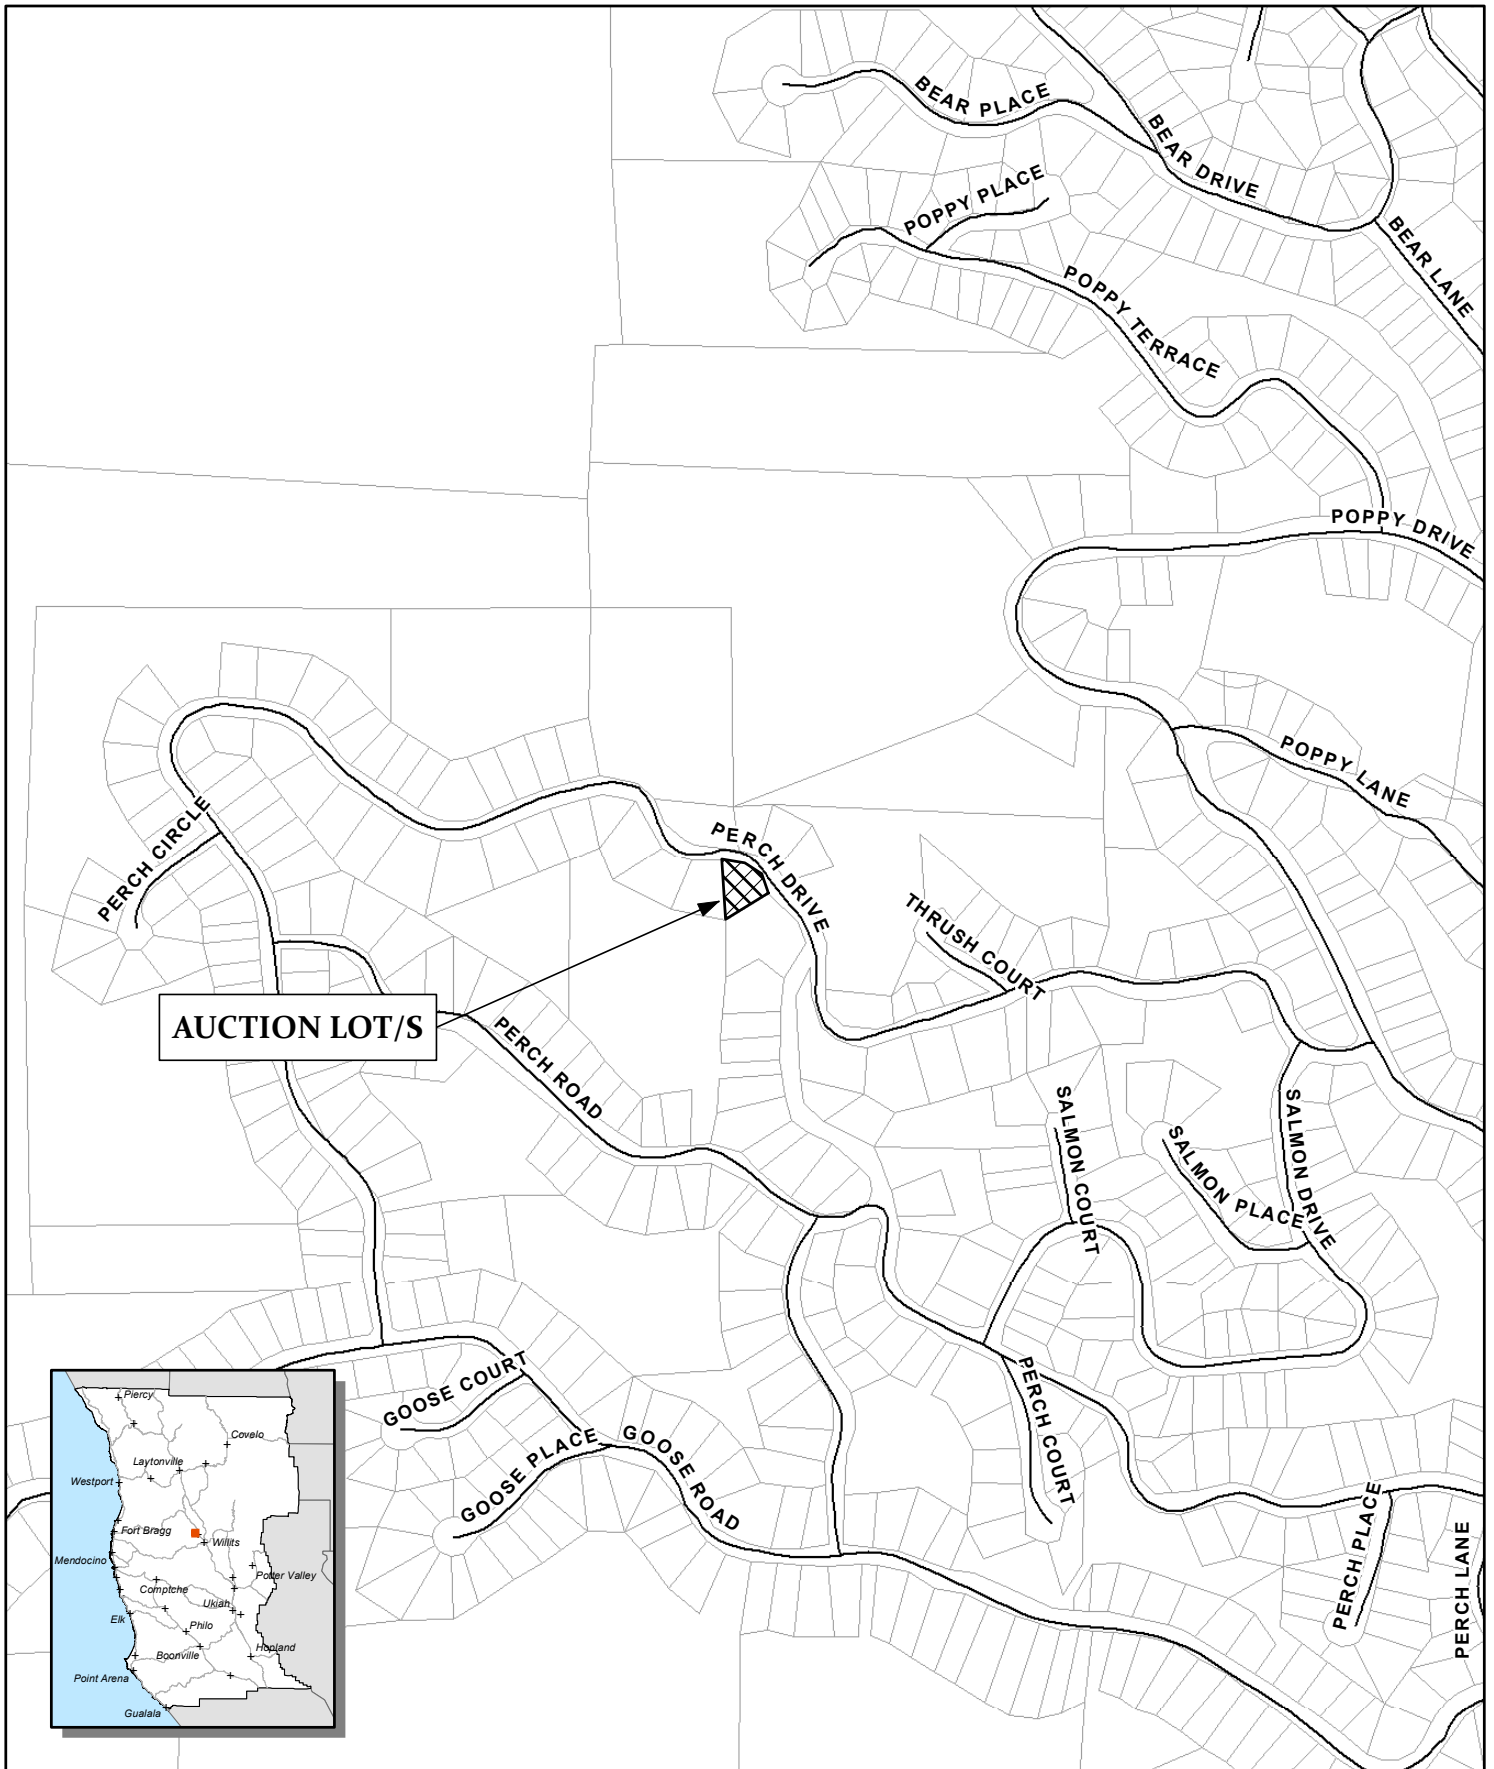 BEAR PLACE
BEAR DRIVE
POPPY PLACE
BEAR LANE
POPPY TERRACE
POPPY DRIVE
POPPY LANE
PERCH CIRCLE
PERCH DRIVE
THRUSH COURT
AUCTION LOT/S
PERCH ROAD
SALMON COURT
SALMON PLACE
SALMON DRIVE
GOOSE COURT
GOOSE PLACE
GOOSE ROAD
PERCH COURT
PERCH PLACE
PERCH LANE
Piercy
Covelo
Laytonville
Westport
Fort Bragg
Willits
Mendocino
Potter Valley
Comptche
Ukiah
Elk
Philo
Hopland
Boonville
Point Arena
Gualala